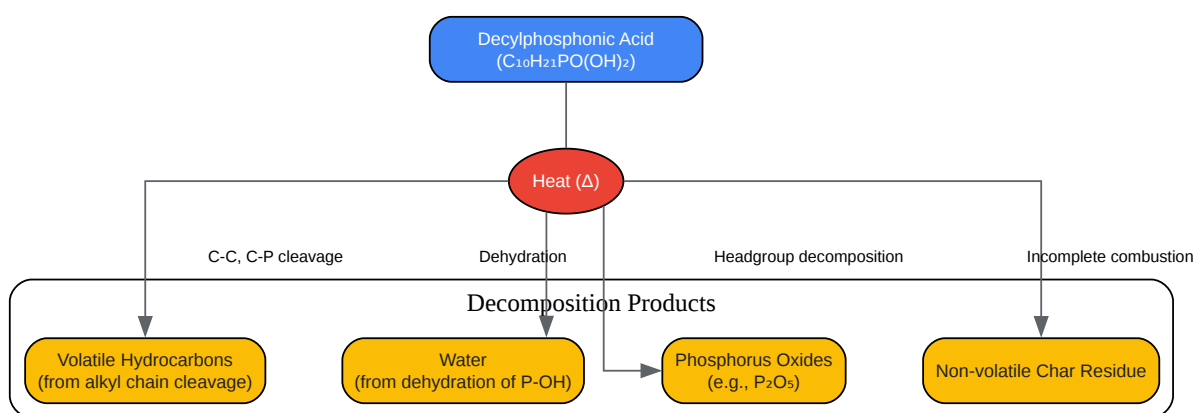 Decylphosphonic Acid
(C₁₀H₂₁PO(OH)₂)
Heat (Δ)
C-C, C-P cleavage
Dehydration
Headgroup decomposition
Incomplete combustion
Decomposition Products
Volatile Hydrocarbons
(from alkyl chain cleavage)
Water
(from dehydration of P-OH)
Phosphorus Oxides
(e.g., P₂O₅)
Non-volatile Char Residue